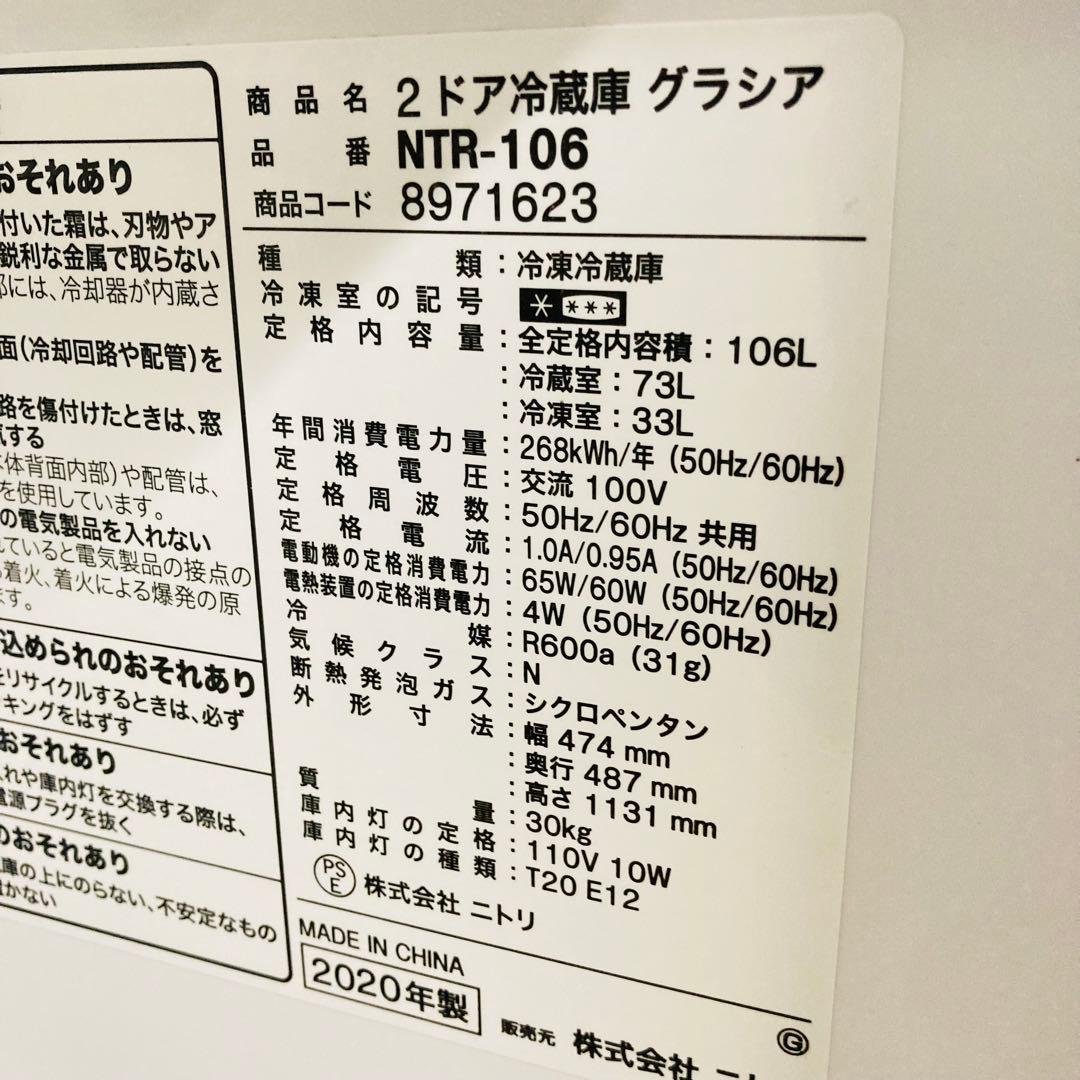 おそれあり
付いた霜は、刃物やア
鋭利な金属で取らない
部には、冷却器が内蔵さ
面(冷却回路や配管)を
路を傷付けたときは、窓
気する
体背面内部)や配管は、
を使用しています。
の電気製品を入れない
れていると電気製品の接点の
着火、着火による爆発の原
ます。
込められのおそれあり
をリサイクルするときは、必ず
ッキングをはずす
おそれあり
入れや庫内灯を交換する際は、
電源プラグを抜く
のおそれあり
庫の上にのらない、不安定なもの
置かない
商品名 2ドア冷蔵庫 グラシア
品番 NTR-106
商品コード 8971623
種類:冷凍冷蔵庫
冷凍室の記号 * ***
定格内容量:全定格内容積:106L
:冷蔵室:73L
:冷凍室:33L
年間消費電力量:268kWh/年(50Hz/60Hz)
定格電圧:交流 100V
定格周波数:50Hz/60Hz 共用
定格電流:1.0A/0.95A(50Hz/60Hz)
電動機の定格消費電力:65W/60W(50Hz/60Hz)
電熱装置の定格消費電力:4W(50Hz/60Hz)
冷媒:R600a(31g)
気候クラス:N
断熱発泡ガス:シクロペンタン
外形寸法:幅 474 mm
:奥行 487 mm
:高さ 1131 mm
質量:30kg
庫内灯の定格:110V 10W
庫内灯の種類:T20 E12
PSE 株式会社 ニトリ
MADE IN CHINA
2020年製
G
販売元 株式会社 ニトリ